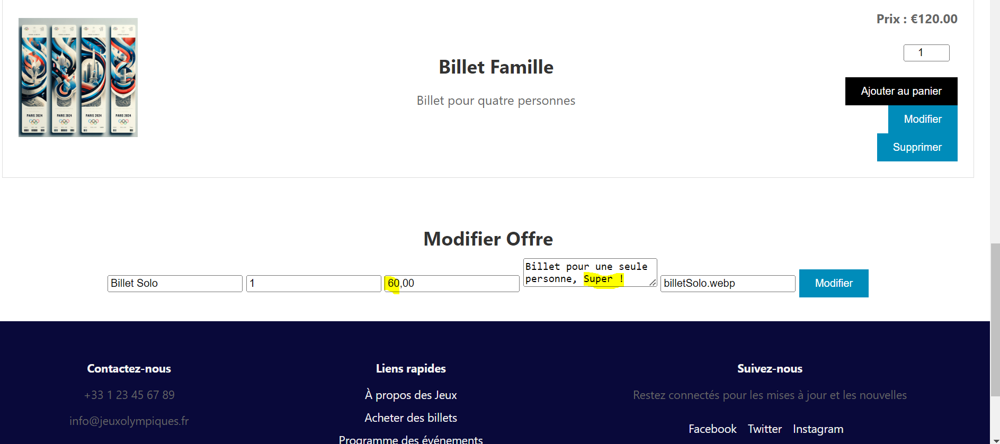 Prix : €120.00
1
Billet Famille
Ajouter au panier
Billet pour quatre personnes
Modifier
PARIS 2024 PARIS 2024 PARIS 2024 PARIS 2024
Supprimer
Modifier Offre
Billet Solo
1
60,00
Billet pour une seule
personne, Super !
billetSolo.webp
Modifier
Contactez-nous
+33 1 23 45 67 89
info@jeuxolympiques.fr
Liens rapides
À propos des Jeux
Acheter des billets
Programme des événements
Suivez-nous
Restez connectés pour les mises à jour et les nouvelles
Facebook Twitter Instagram